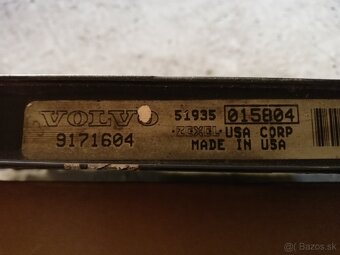 VOLVO 51935 015804
9171604 ZEXEL USA CORP
MADE IN USA
Bazos.sk